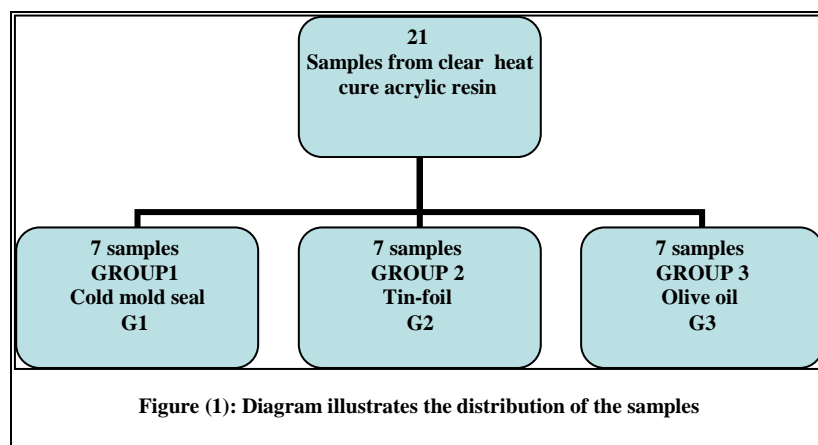 21
Samples from clear heat
cure acrylic resin
7 samples
GROUP1
Cold mold seal
G1
7 samples
GROUP 2
Tin-foil
G2
7 samples
GROUP 3
Olive oil
G3
Figure (1): Diagram illustrates the distribution of the samples